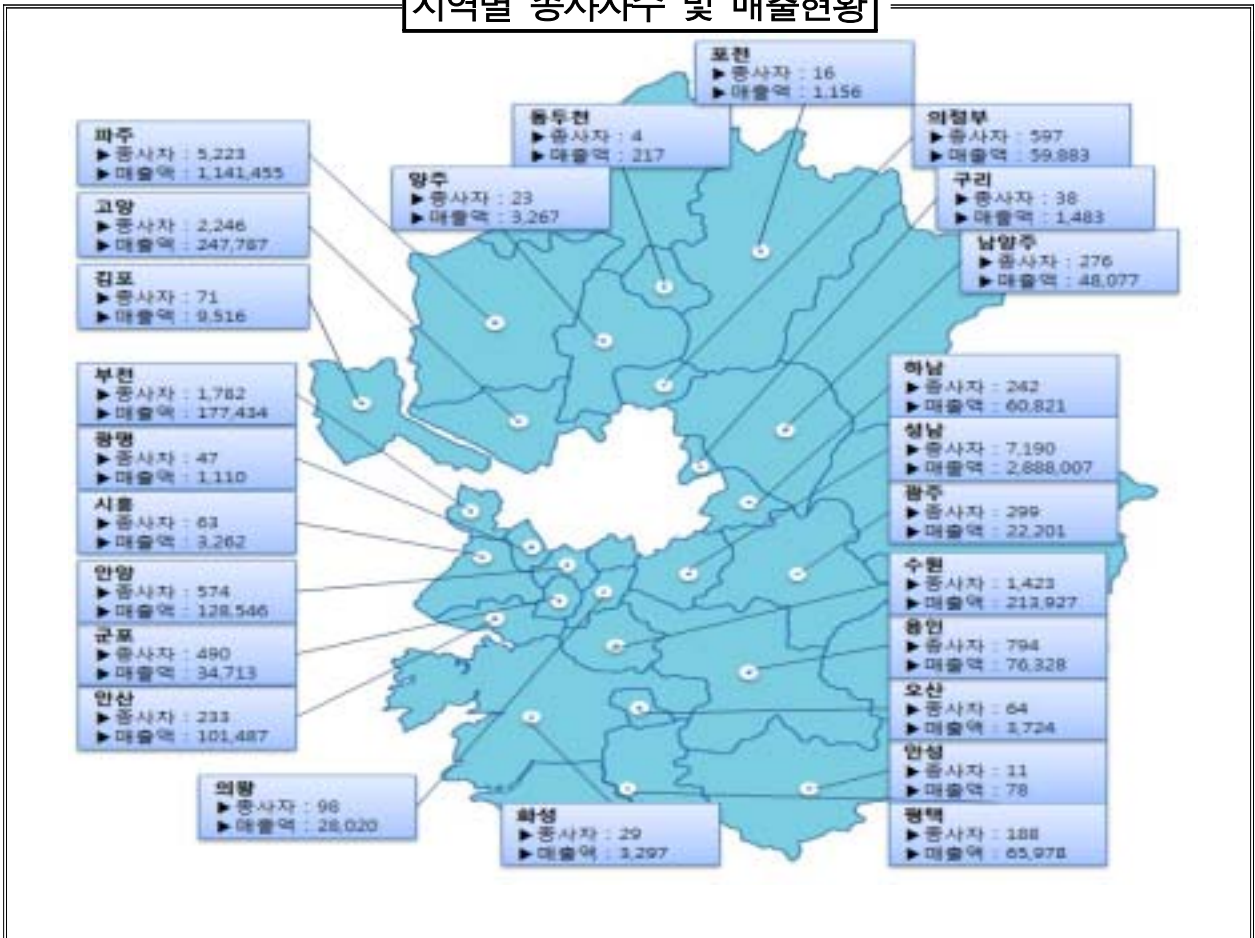 지역별 종사자수 및 매출현황
포천
▶종사자 : 16
▶매출액 : 1,156
동두천
▶종사자 : 4
▶매출액 : 217
의정부
▶종사자 : 597
▶매출액 : 59,883
파주
▶종사자 : 5,223
▶매출액 : 1,141,455
양주
▶종사자 : 23
▶매출액 : 3,267
구리
▶종사자 : 38
▶매출액 : 1,483
고양
▶종사자 : 2,246
▶매출액 : 247,787
남양주
▶종사자 : 276
▶매출액 : 48,077
김포
▶종사자 : 71
▶매출액 : 9,516
부천
▶종사자 : 1,782
▶매출액 : 177,434
하남
▶종사자 : 242
▶매출액 : 60,821
광명
▶종사자 : 47
▶매출액 : 1,110
성남
▶종사자 : 7,190
▶매출액 : 2,888,007
시흥
▶종사자 : 63
▶매출액 : 3,262
광주
▶종사자 : 299
▶매출액 : 22,201
안양
▶종사자 : 574
▶매출액 : 128,546
수원
▶종사자 : 1,423
▶매출액 : 213,927
군포
▶종사자 : 490
▶매출액 : 34,713
용인
▶종사자 : 794
▶매출액 : 76,328
안산
▶종사자 : 233
▶매출액 : 101,487
오산
▶종사자 : 64
▶매출액 : 3,724
안성
▶종사자 : 11
▶매출액 : 78
의왕
▶종사자 : 98
▶매출액 : 28,020
화성
▶종사자 : 29
▶매출액 : 3,297
평택
▶종사자 : 188
▶매출액 : 65,978